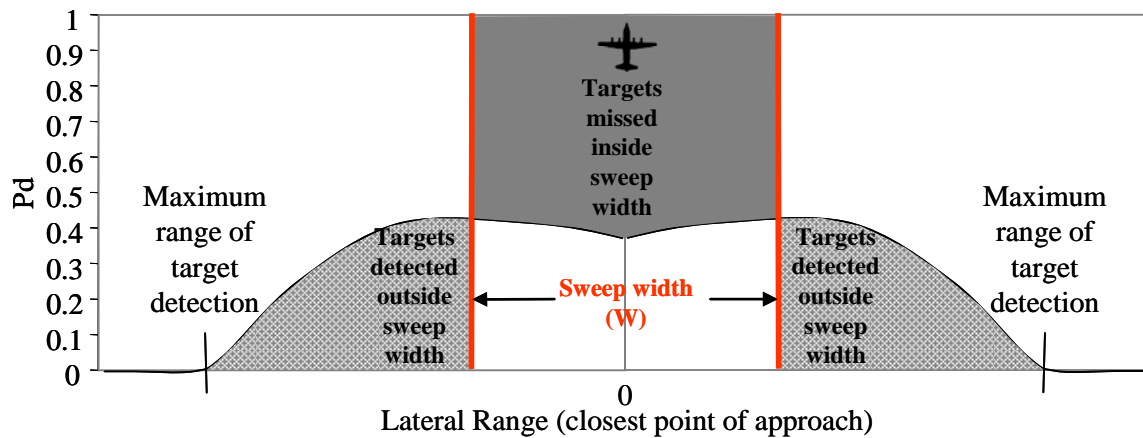 1
0.9
0.8
0.7
0.6
0.5
0.4
0.3
0.2
0.1
0
Pd
Maximum
range of
target
detection
Targets
detected
outside
sweep
width
Targets
missed
inside
sweep
width
Sweep width
(W)
Targets
detected
outside
sweep
width
Maximum
range of
target
detection
0
Lateral Range (closest point of approach)